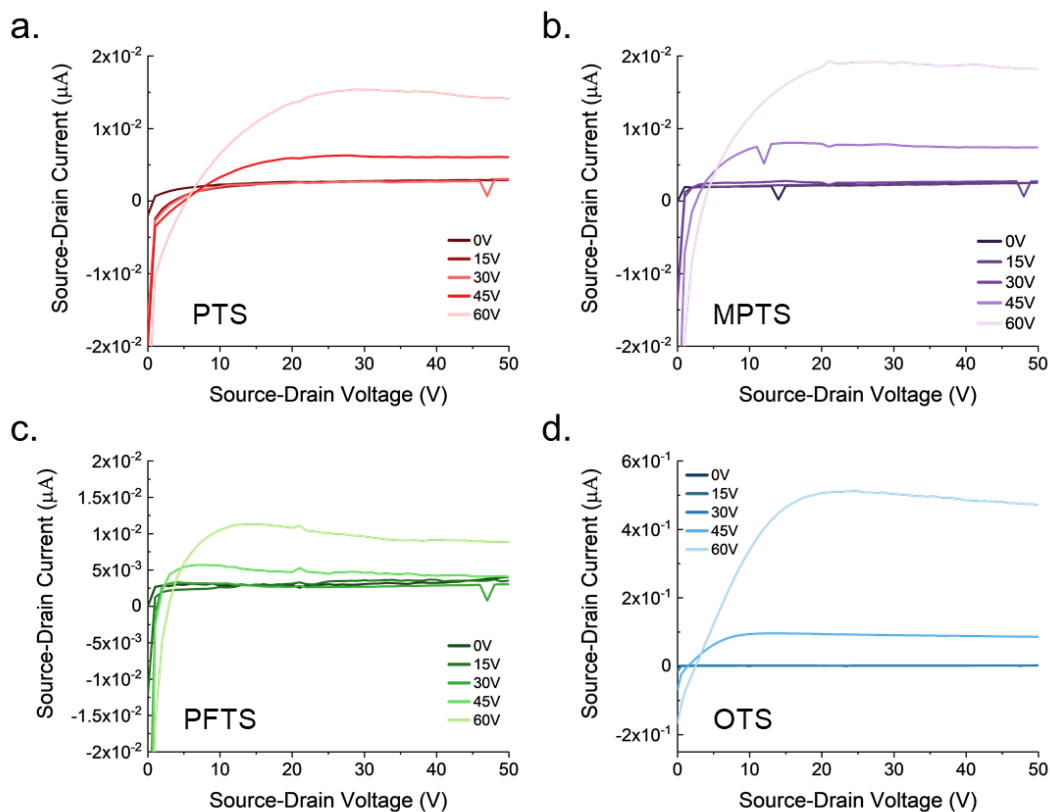 a.
Source-Drain Current (µA)
2x10⁻²
1x10⁻²
0
-1x10⁻²
-2x10⁻²
0V
15V
30V
45V
60V
PTS
0 10 20 30 40 50
Source-Drain Voltage (V)
b.
Source-Drain Current (µA)
2x10⁻²
1x10⁻²
0
-1x10⁻²
-2x10⁻²
0V
15V
30V
45V
60V
MPTS
0 10 20 30 40 50
Source-Drain Voltage (V)
c.
Source-Drain Current (µA)
2x10⁻²
2x10⁻²
1x10⁻²
5x10⁻³
0
-5x10⁻³
-1x10⁻²
-1.5x10⁻²
-2x10⁻²
0V
15V
30V
45V
60V
PFTS
0 10 20 30 40 50
Source-Drain Voltage (V)
d.
Source-Drain Current (µA)
6x10⁻¹
4x10⁻¹
2x10⁻¹
0
-2x10⁻¹
0V
15V
30V
45V
60V
OTS
0 10 20 30 40 50
Source-Drain Voltage (V)